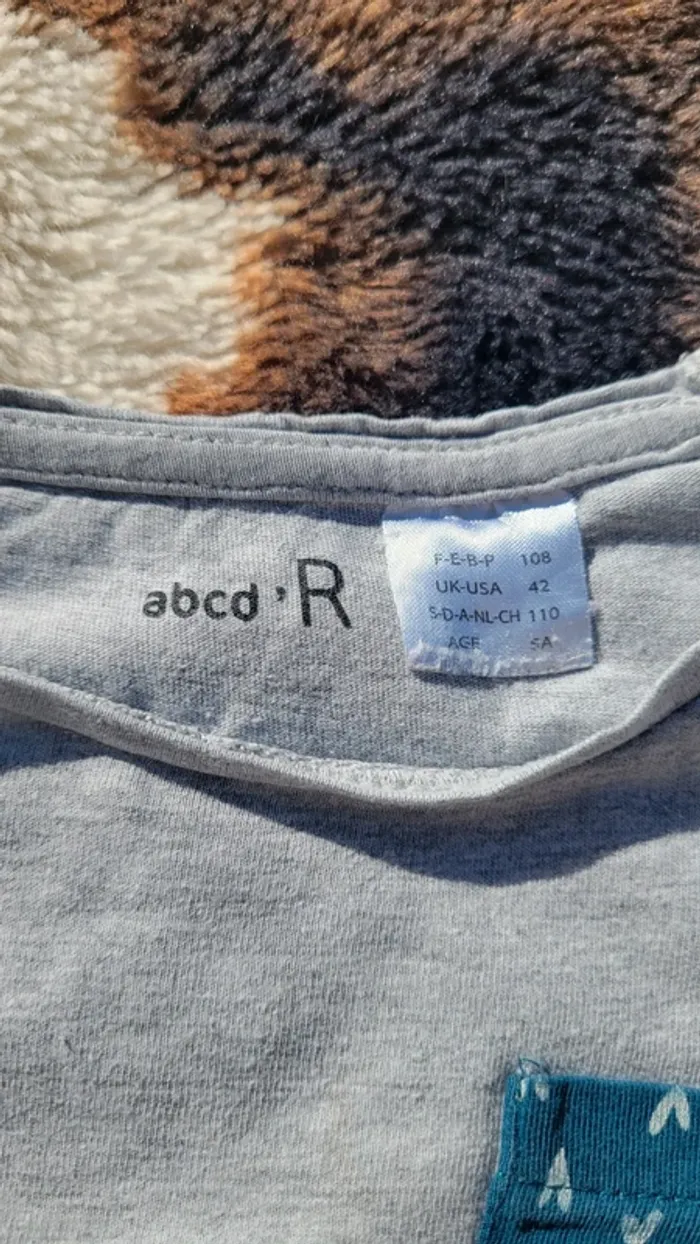 abcd'R
F-E-B-P 108
UK-USA 42
S-D-A-NL-CH 110
AGE 5A